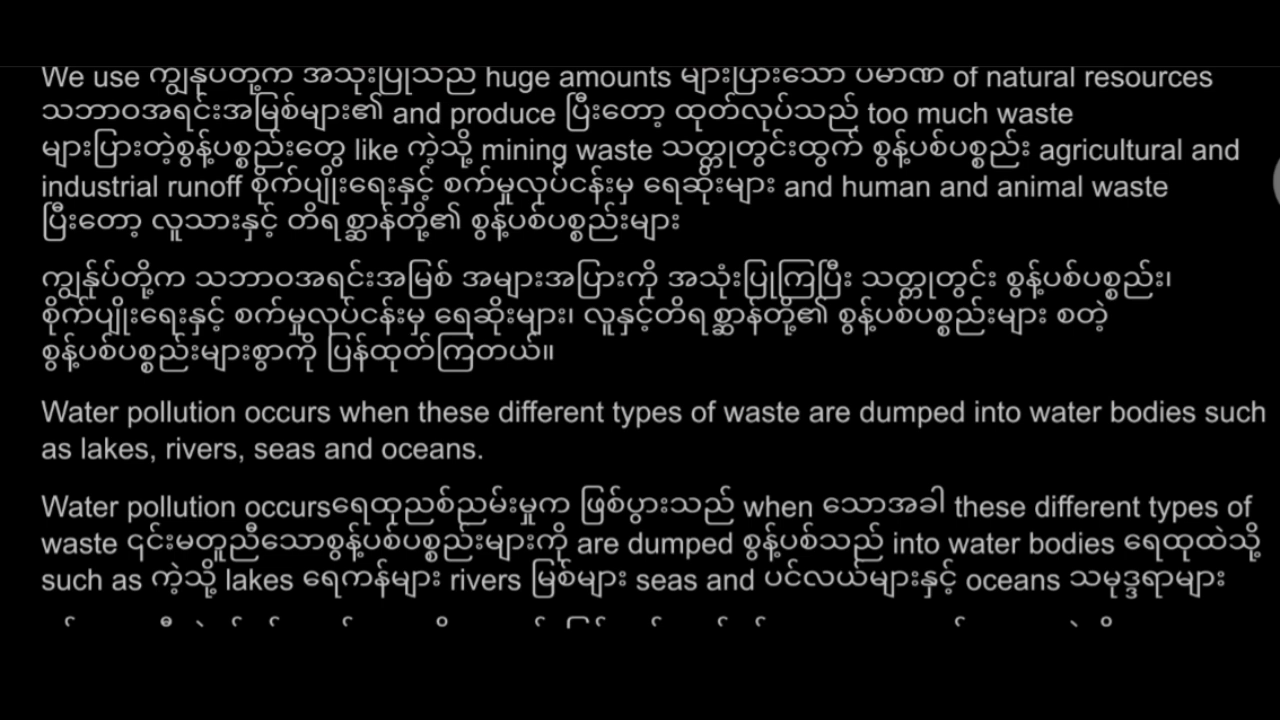 We use ကျွန်ုပ်တို့က အသုံးပြုသည် huge amounts များပြားသော ပမာဏ of natural resources
သဘာဝအရင်းအမြစ်များ၏ and produce ပြီးတော့ ထုတ်လုပ်သည် too much waste
များပြားတဲ့စွန့်ပစ္စည်းတွေ like ကဲ့သို့ mining waste သတ္တုတွင်းထွက် စွန့်ပစ်ပစ္စည်း agricultural and
industrial runoff စိုက်ပျိုးရေးနှင့် စက်မှုလုပ်ငန်းမှ ရေဆိုးများ and human and animal waste
ပြီးတော့ လူသားနှင့် တိရစ္ဆာန်တို့၏ စွန့်ပစ်ပစ္စည်းများ
ကျွန်ုပ်တို့က သဘာဝအရင်းအမြစ် အများအပြားကို အသုံးပြုကြပြီး သတ္တုတွင်း စွန့်ပစ်ပစ္စည်း၊
စိုက်ပျိုးရေးနှင့် စက်မှုလုပ်ငန်းမှ ရေဆိုးများ၊ လူနှင့်တိရစ္ဆာန်တို့၏ စွန့်ပစ်ပစ္စည်းများ စတဲ့
စွန့်ပစ်ပစ္စည်းများစွာကို ပြန်ထုတ်ကြတယ်။
Water pollution occurs when these different types of waste are dumped into water bodies such
as lakes, rivers, seas and oceans.
Water pollution occursရေထုညစ်ညမ်းမှုက ဖြစ်ပွားသည် when သောအခါ these different types of
waste ၎င်းမတူညီသောစွန့်ပစ်ပစ္စည်းများကို are dumped စွန့်ပစ်သည် into water bodies ရေထုထဲသို့
such as ကဲ့သို့ lakes ရေကန်များ rivers မြစ်များ seas and ပင်လယ်များနှင့် oceans သမုဒ္ဒရာများ